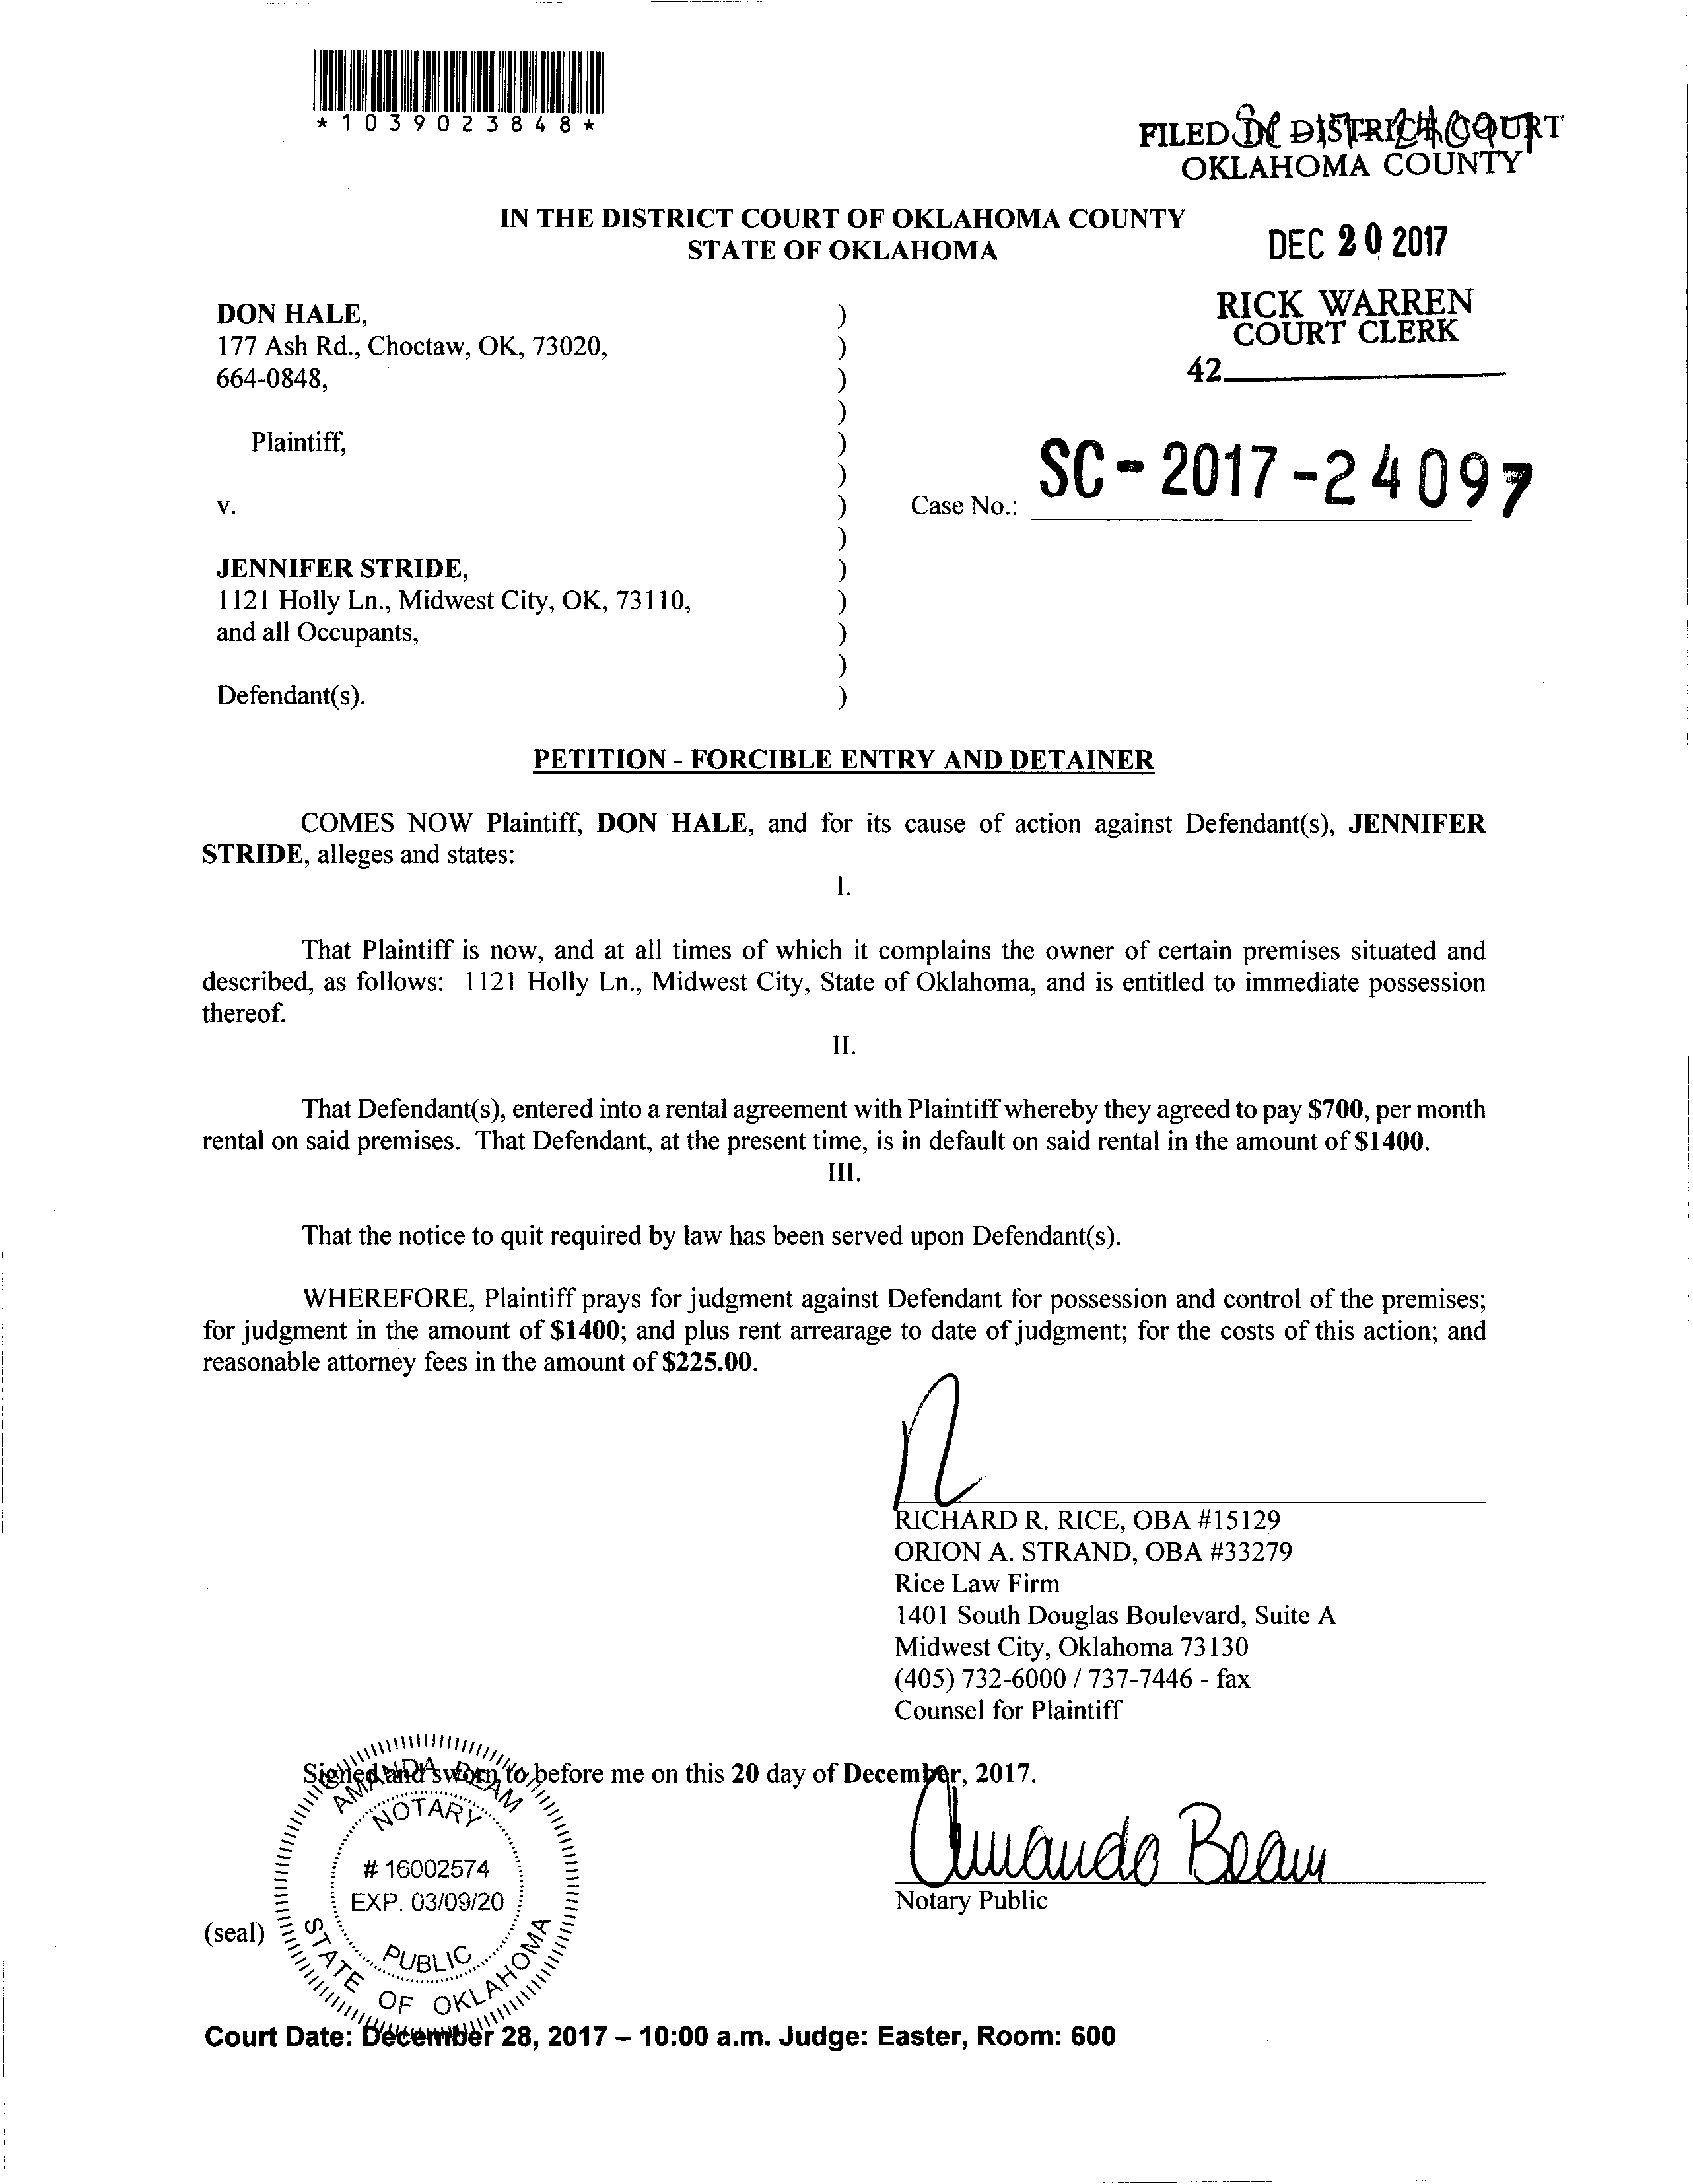 *1039023848*
FILED IN DISTRICT COURT
OKLAHOMA COUNTY
IN THE DISTRICT COURT OF OKLAHOMA COUNTY
STATE OF OKLAHOMA
DEC 20 2017
RICK WARREN
COURT CLERK
42
DON HALE, )
177 Ash Rd., Choctaw, OK, 73020, )
664-0848, )
)
Plaintiff, )
)
v. ) Case No.: SC-2017-24097
)
JENNIFER STRIDE, )
1121 Holly Ln., Midwest City, OK, 73110, )
and all Occupants, )
)
Defendant(s). )
PETITION - FORCIBLE ENTRY AND DETAINER
COMES NOW Plaintiff, DON HALE, and for its cause of action against Defendant(s), JENNIFER
STRIDE, alleges and states:
I.
That Plaintiff is now, and at all times of which it complains the owner of certain premises situated and
described, as follows: 1121 Holly Ln., Midwest City, State of Oklahoma, and is entitled to immediate possession
thereof.
II.
That Defendant(s), entered into a rental agreement with Plaintiff whereby they agreed to pay $700, per month
rental on said premises. That Defendant, at the present time, is in default on said rental in the amount of $1400.
III.
That the notice to quit required by law has been served upon Defendant(s).
WHEREFORE, Plaintiff prays for judgment against Defendant for possession and control of the premises;
for judgment in the amount of $1400; and plus rent arrearage to date of judgment; for the costs of this action; and
reasonable attorney fees in the amount of $225.00.
RICHARD R. RICE, OBA #15129
ORION A. STRAND, OBA #33279
Rice Law Firm
1401 South Douglas Boulevard, Suite A
Midwest City, Oklahoma 73130
(405) 732-6000 / 737-7446 - fax
Counsel for Plaintiff
Signed and sworn to before me on this 20 day of December, 2017.
Amanda Beam
Notary Public
AMANDA BEAM
NOTARY
# 16002574
EXP. 03/09/20
PUBLIC
STATE OF OKLAHOMA
(seal)
Court Date: December 28, 2017 – 10:00 a.m. Judge: Easter, Room: 600